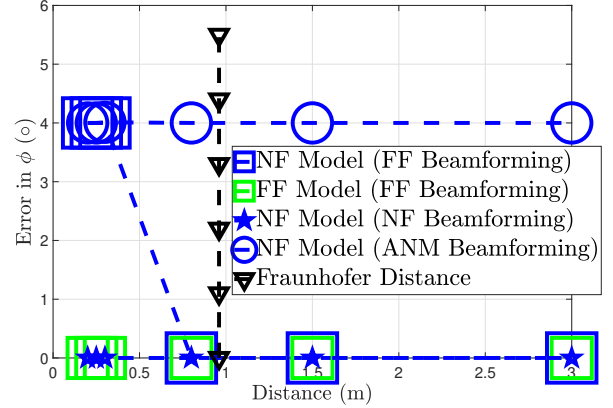 6
5
4
3
2
1
0
Error in ϕ (∘)
NF Model (FF Beamforming)
FF Model (FF Beamforming)
NF Model (NF Beamforming)
NF Model (ANM Beamforming)
Fraunhofer Distance
0 0.5 1 1.5 2 2.5 3
Distance (m)